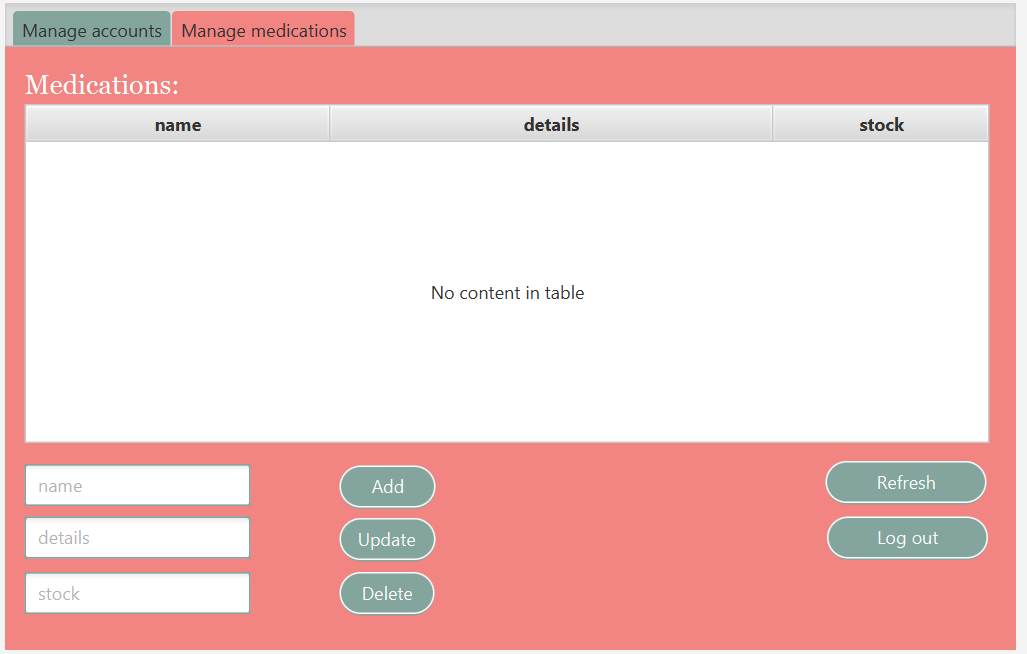 Manage accounts Manage medications
Medications:
name details stock
No content in table
name Add Refresh
details Update Log out
stock Delete